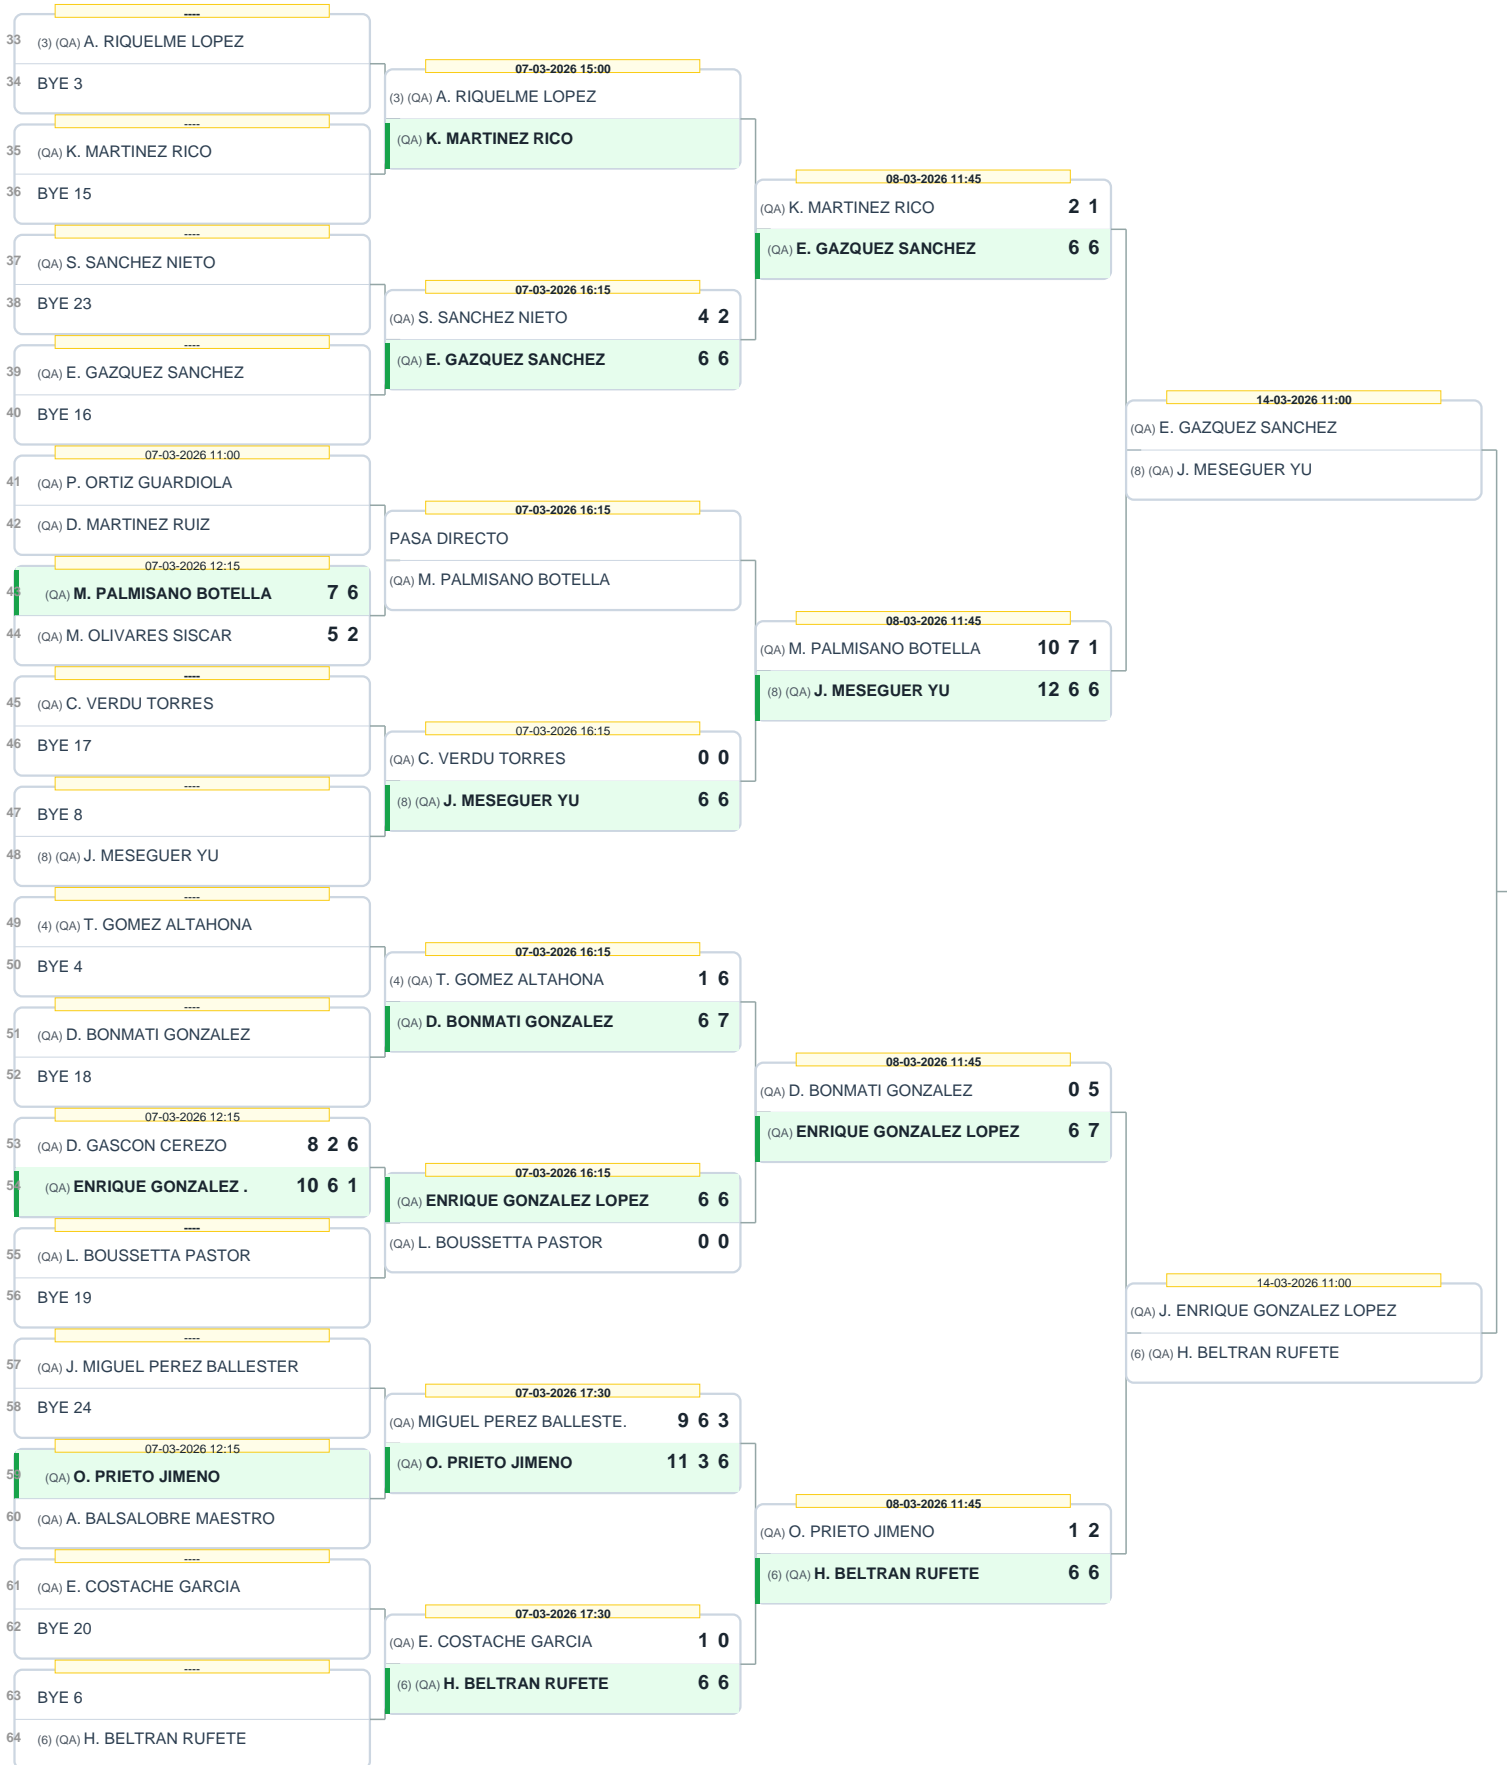 ----
33 (3) (QA) A. RIQUELME LOPEZ
34 BYE 3
----
35 (QA) K. MARTINEZ RICO
36 BYE 15
----
37 (QA) S. SANCHEZ NIETO
38 BYE 23
----
39 (QA) E. GAZQUEZ SANCHEZ
40 BYE 16
07-03-2026 11:00
41 (QA) P. ORTIZ GUARDIOLA
42 (QA) D. MARTINEZ RUIZ
07-03-2026 12:15
43 (QA) M. PALMISANO BOTELLA 7 6
44 (QA) M. OLIVARES SISCAR 5 2
----
45 (QA) C. VERDU TORRES
46 BYE 17
----
47 BYE 8
48 (8) (QA) J. MESEGUER YU
----
49 (4) (QA) T. GOMEZ ALTAHONA
50 BYE 4
----
51 (QA) D. BONMATI GONZALEZ
52 BYE 18
07-03-2026 12:15
53 (QA) D. GASCON CEREZO 8 2 6
54 (QA) ENRIQUE GONZALEZ . 10 6 1
----
55 (QA) L. BOUSSETTA PASTOR
56 BYE 19
----
57 (QA) J. MIGUEL PEREZ BALLESTER
58 BYE 24
07-03-2026 12:15
59 (QA) O. PRIETO JIMENO
60 (QA) A. BALSALOBRE MAESTRO
----
61 (QA) E. COSTACHE GARCIA
62 BYE 20
----
63 BYE 6
64 (6) (QA) H. BELTRAN RUFETE
07-03-2026 15:00
(3) (QA) A. RIQUELME LOPEZ
(QA) K. MARTINEZ RICO
07-03-2026 16:15
(QA) S. SANCHEZ NIETO 4 2
(QA) E. GAZQUEZ SANCHEZ 6 6
07-03-2026 16:15
PASA DIRECTO
(QA) M. PALMISANO BOTELLA
07-03-2026 16:15
(QA) C. VERDU TORRES 0 0
(8) (QA) J. MESEGUER YU 6 6
07-03-2026 16:15
(4) (QA) T. GOMEZ ALTAHONA 1 6
(QA) D. BONMATI GONZALEZ 6 7
07-03-2026 16:15
(QA) ENRIQUE GONZALEZ LOPEZ 6 6
(QA) L. BOUSSETTA PASTOR 0 0
07-03-2026 17:30
(QA) MIGUEL PEREZ BALLESTE. 9 6 3
(QA) O. PRIETO JIMENO 11 3 6
07-03-2026 17:30
(QA) E. COSTACHE GARCIA 1 0
(6) (QA) H. BELTRAN RUFETE 6 6
08-03-2026 11:45
(QA) K. MARTINEZ RICO 2 1
(QA) E. GAZQUEZ SANCHEZ 6 6
08-03-2026 11:45
(QA) M. PALMISANO BOTELLA 10 7 1
(8) (QA) J. MESEGUER YU 12 6 6
08-03-2026 11:45
(QA) D. BONMATI GONZALEZ 0 5
(QA) ENRIQUE GONZALEZ LOPEZ 6 7
08-03-2026 11:45
(QA) O. PRIETO JIMENO 1 2
(6) (QA) H. BELTRAN RUFETE 6 6
14-03-2026 11:00
(QA) E. GAZQUEZ SANCHEZ
(8) (QA) J. MESEGUER YU
14-03-2026 11:00
(QA) J. ENRIQUE GONZALEZ LOPEZ
(6) (QA) H. BELTRAN RUFETE